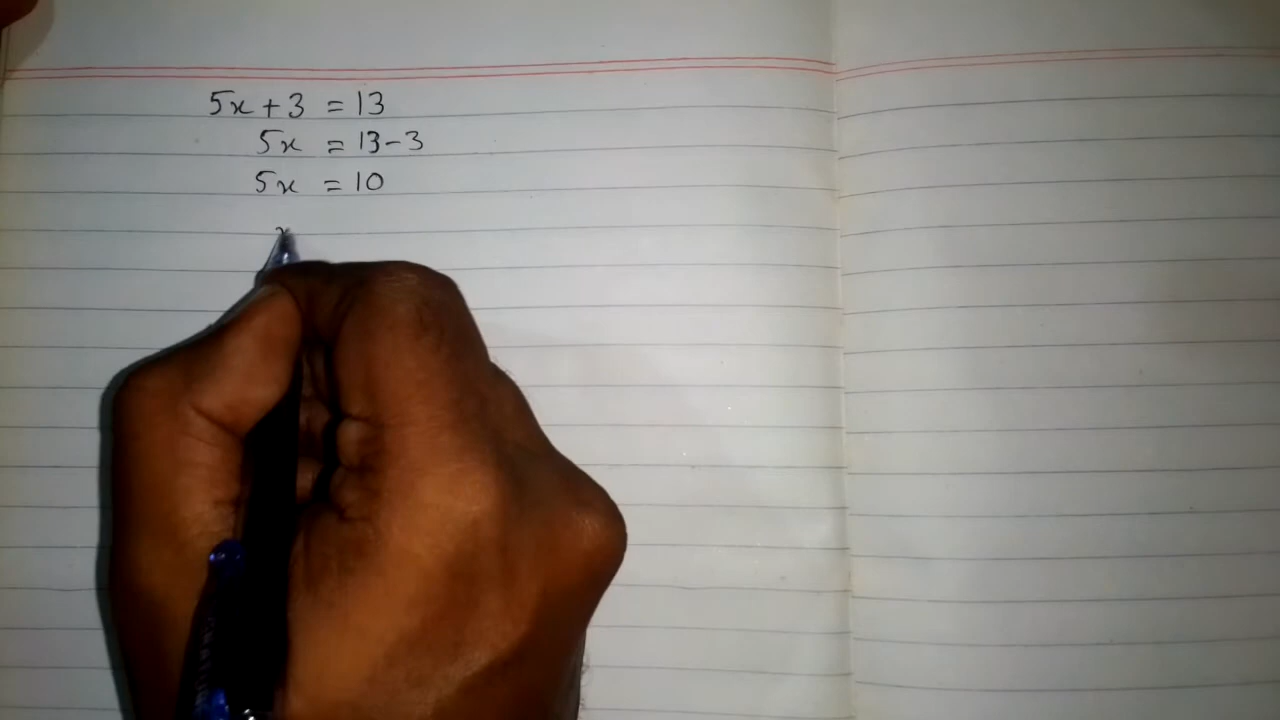 5x + 3 = 13
5x = 13 - 3
5x = 10